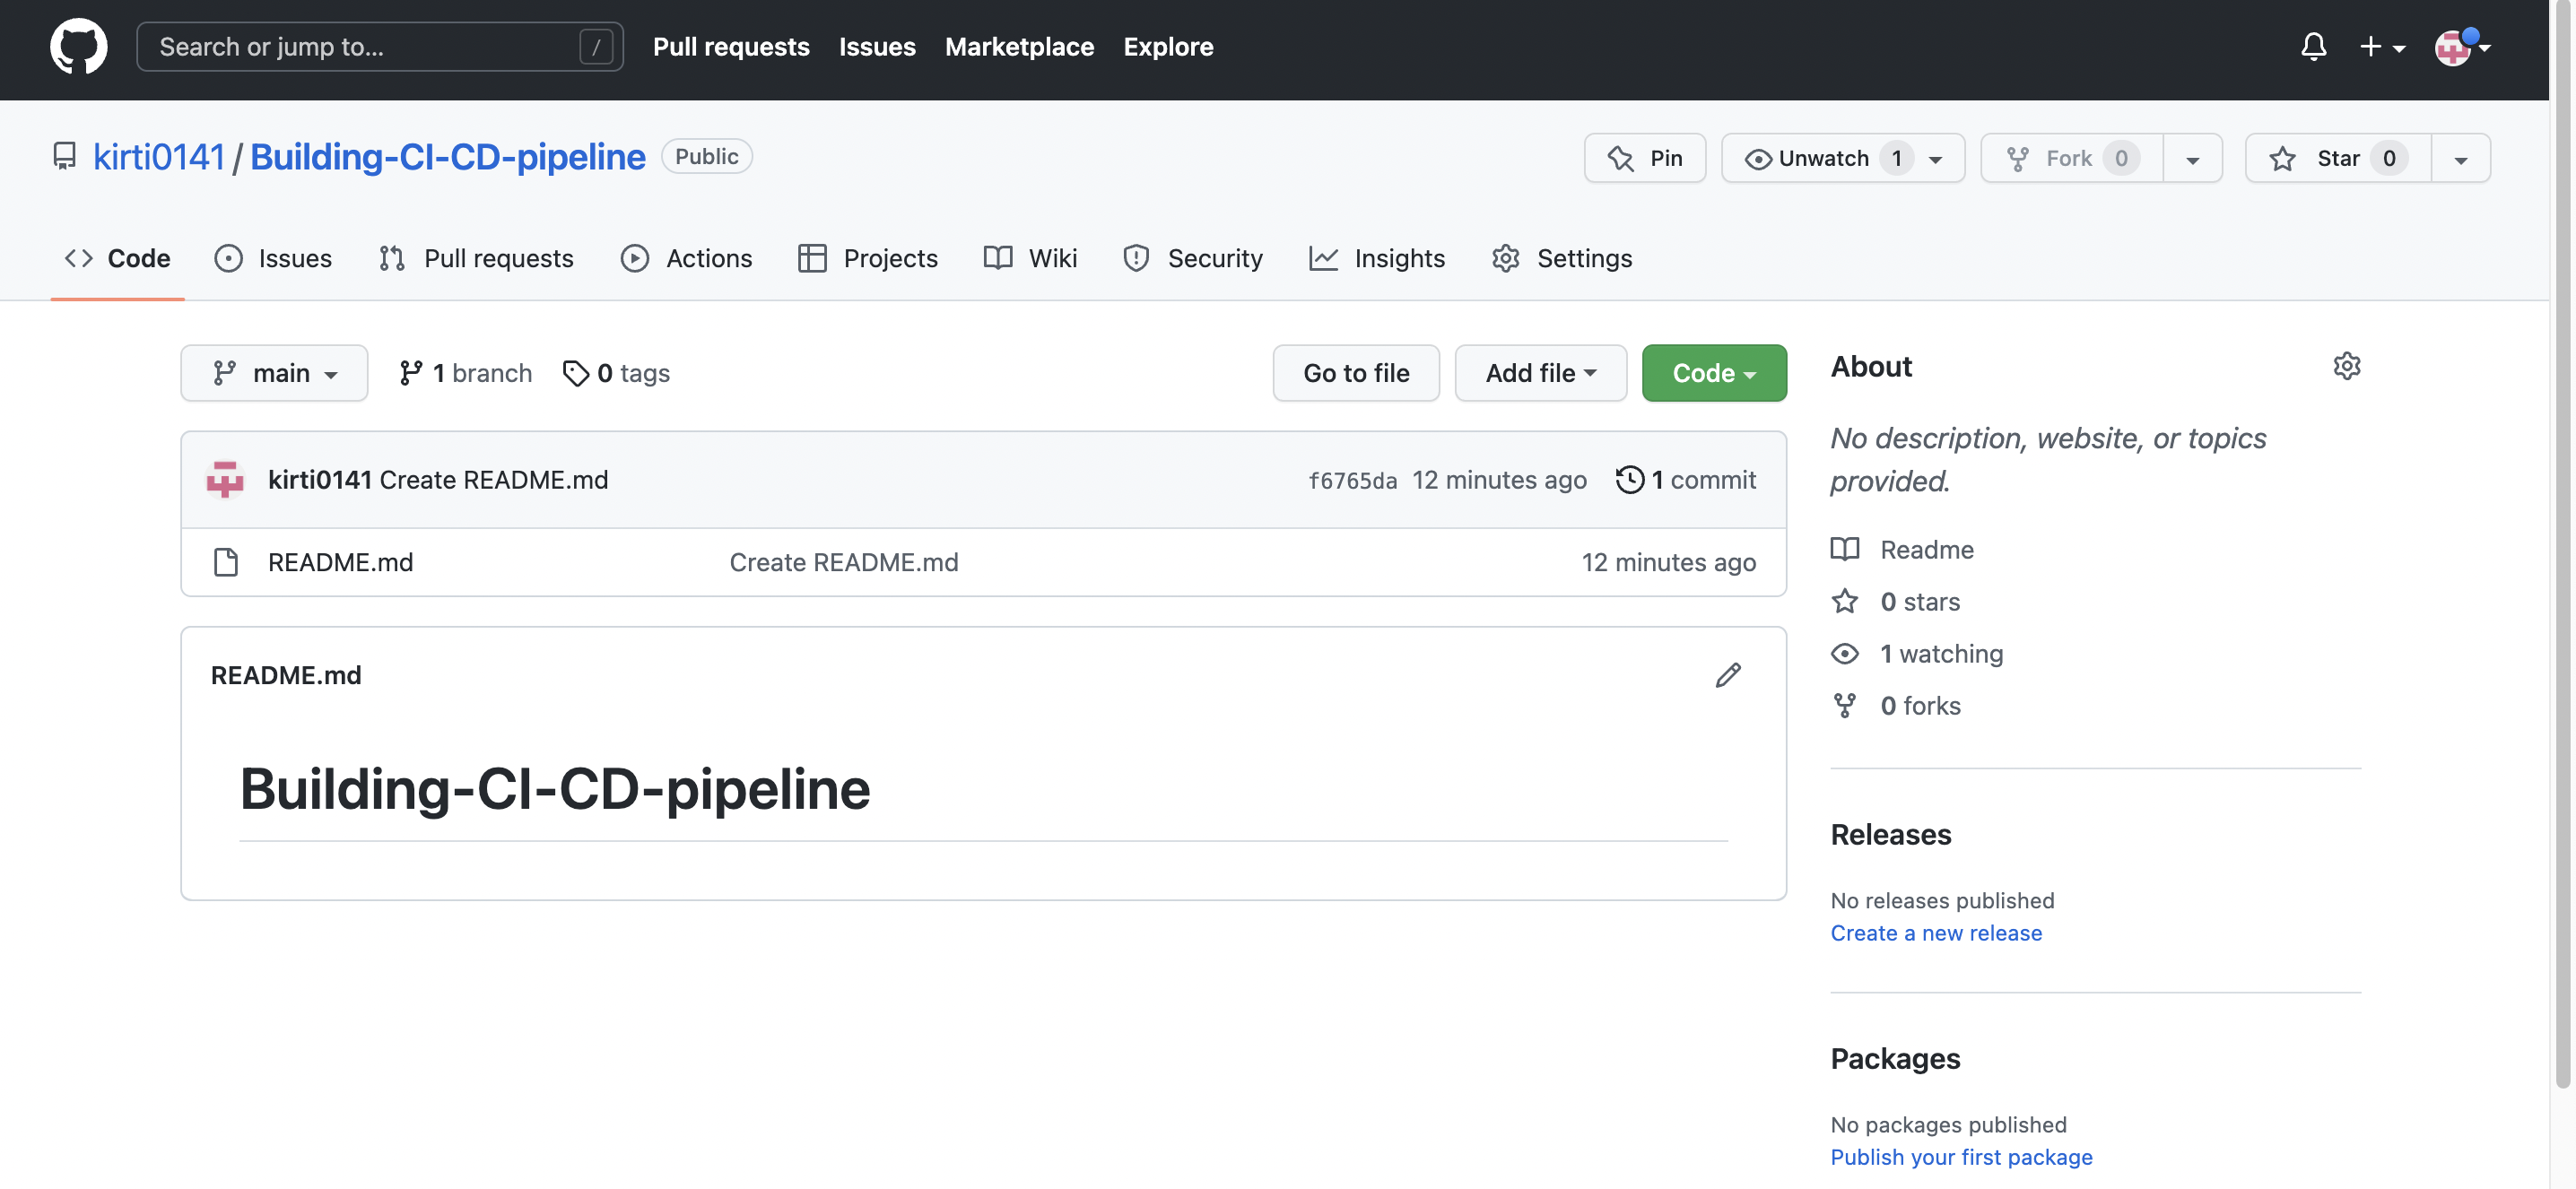 Search or jump to... /
Pull requests Issues Marketplace Explore
kirti0141 / Building-CI-CD-pipeline Public
Pin Unwatch 1 Fork 0 Star 0
Code Issues Pull requests Actions Projects Wiki Security Insights Settings
main 1 branch 0 tags Go to file Add file Code
kirti0141 Create README.md f6765da 12 minutes ago 1 commit
README.md Create README.md 12 minutes ago
README.md
Building-CI-CD-pipeline
About
No description, website, or topics
provided.
Readme
0 stars
1 watching
0 forks
Releases
No releases published
Create a new release
Packages
No packages published
Publish your first package